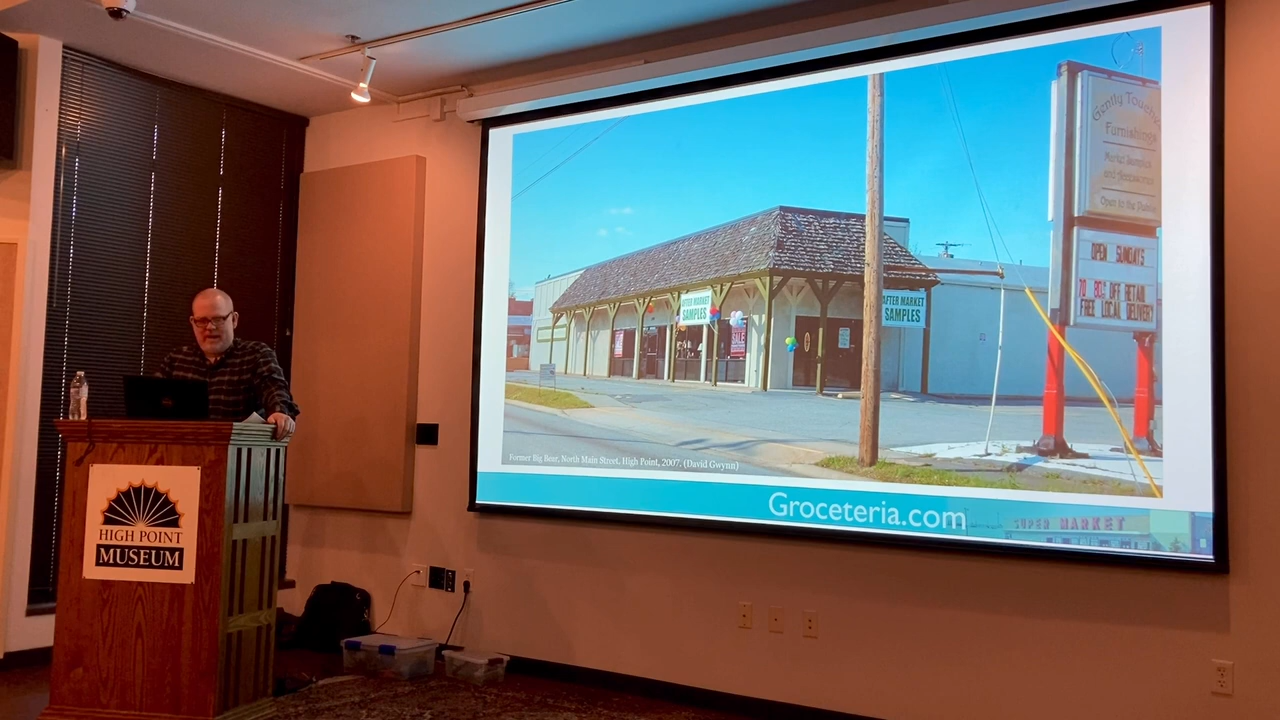 HIGH POINT
MUSEUM
Gently Touched
Furnishings
Market Samples
and Accessories
Open to the Public
OPEN SUNDAYS
70 80% OFF RETAIL
FREE LOCAL DELIVERY
AFTER MARKET
SAMPLES
AFTER MARKET
SAMPLES
SALE
Former Big Bear, North Main Street. High Point, 2007. (David Gwynn)
Groceteria.com
SUPER MARKET